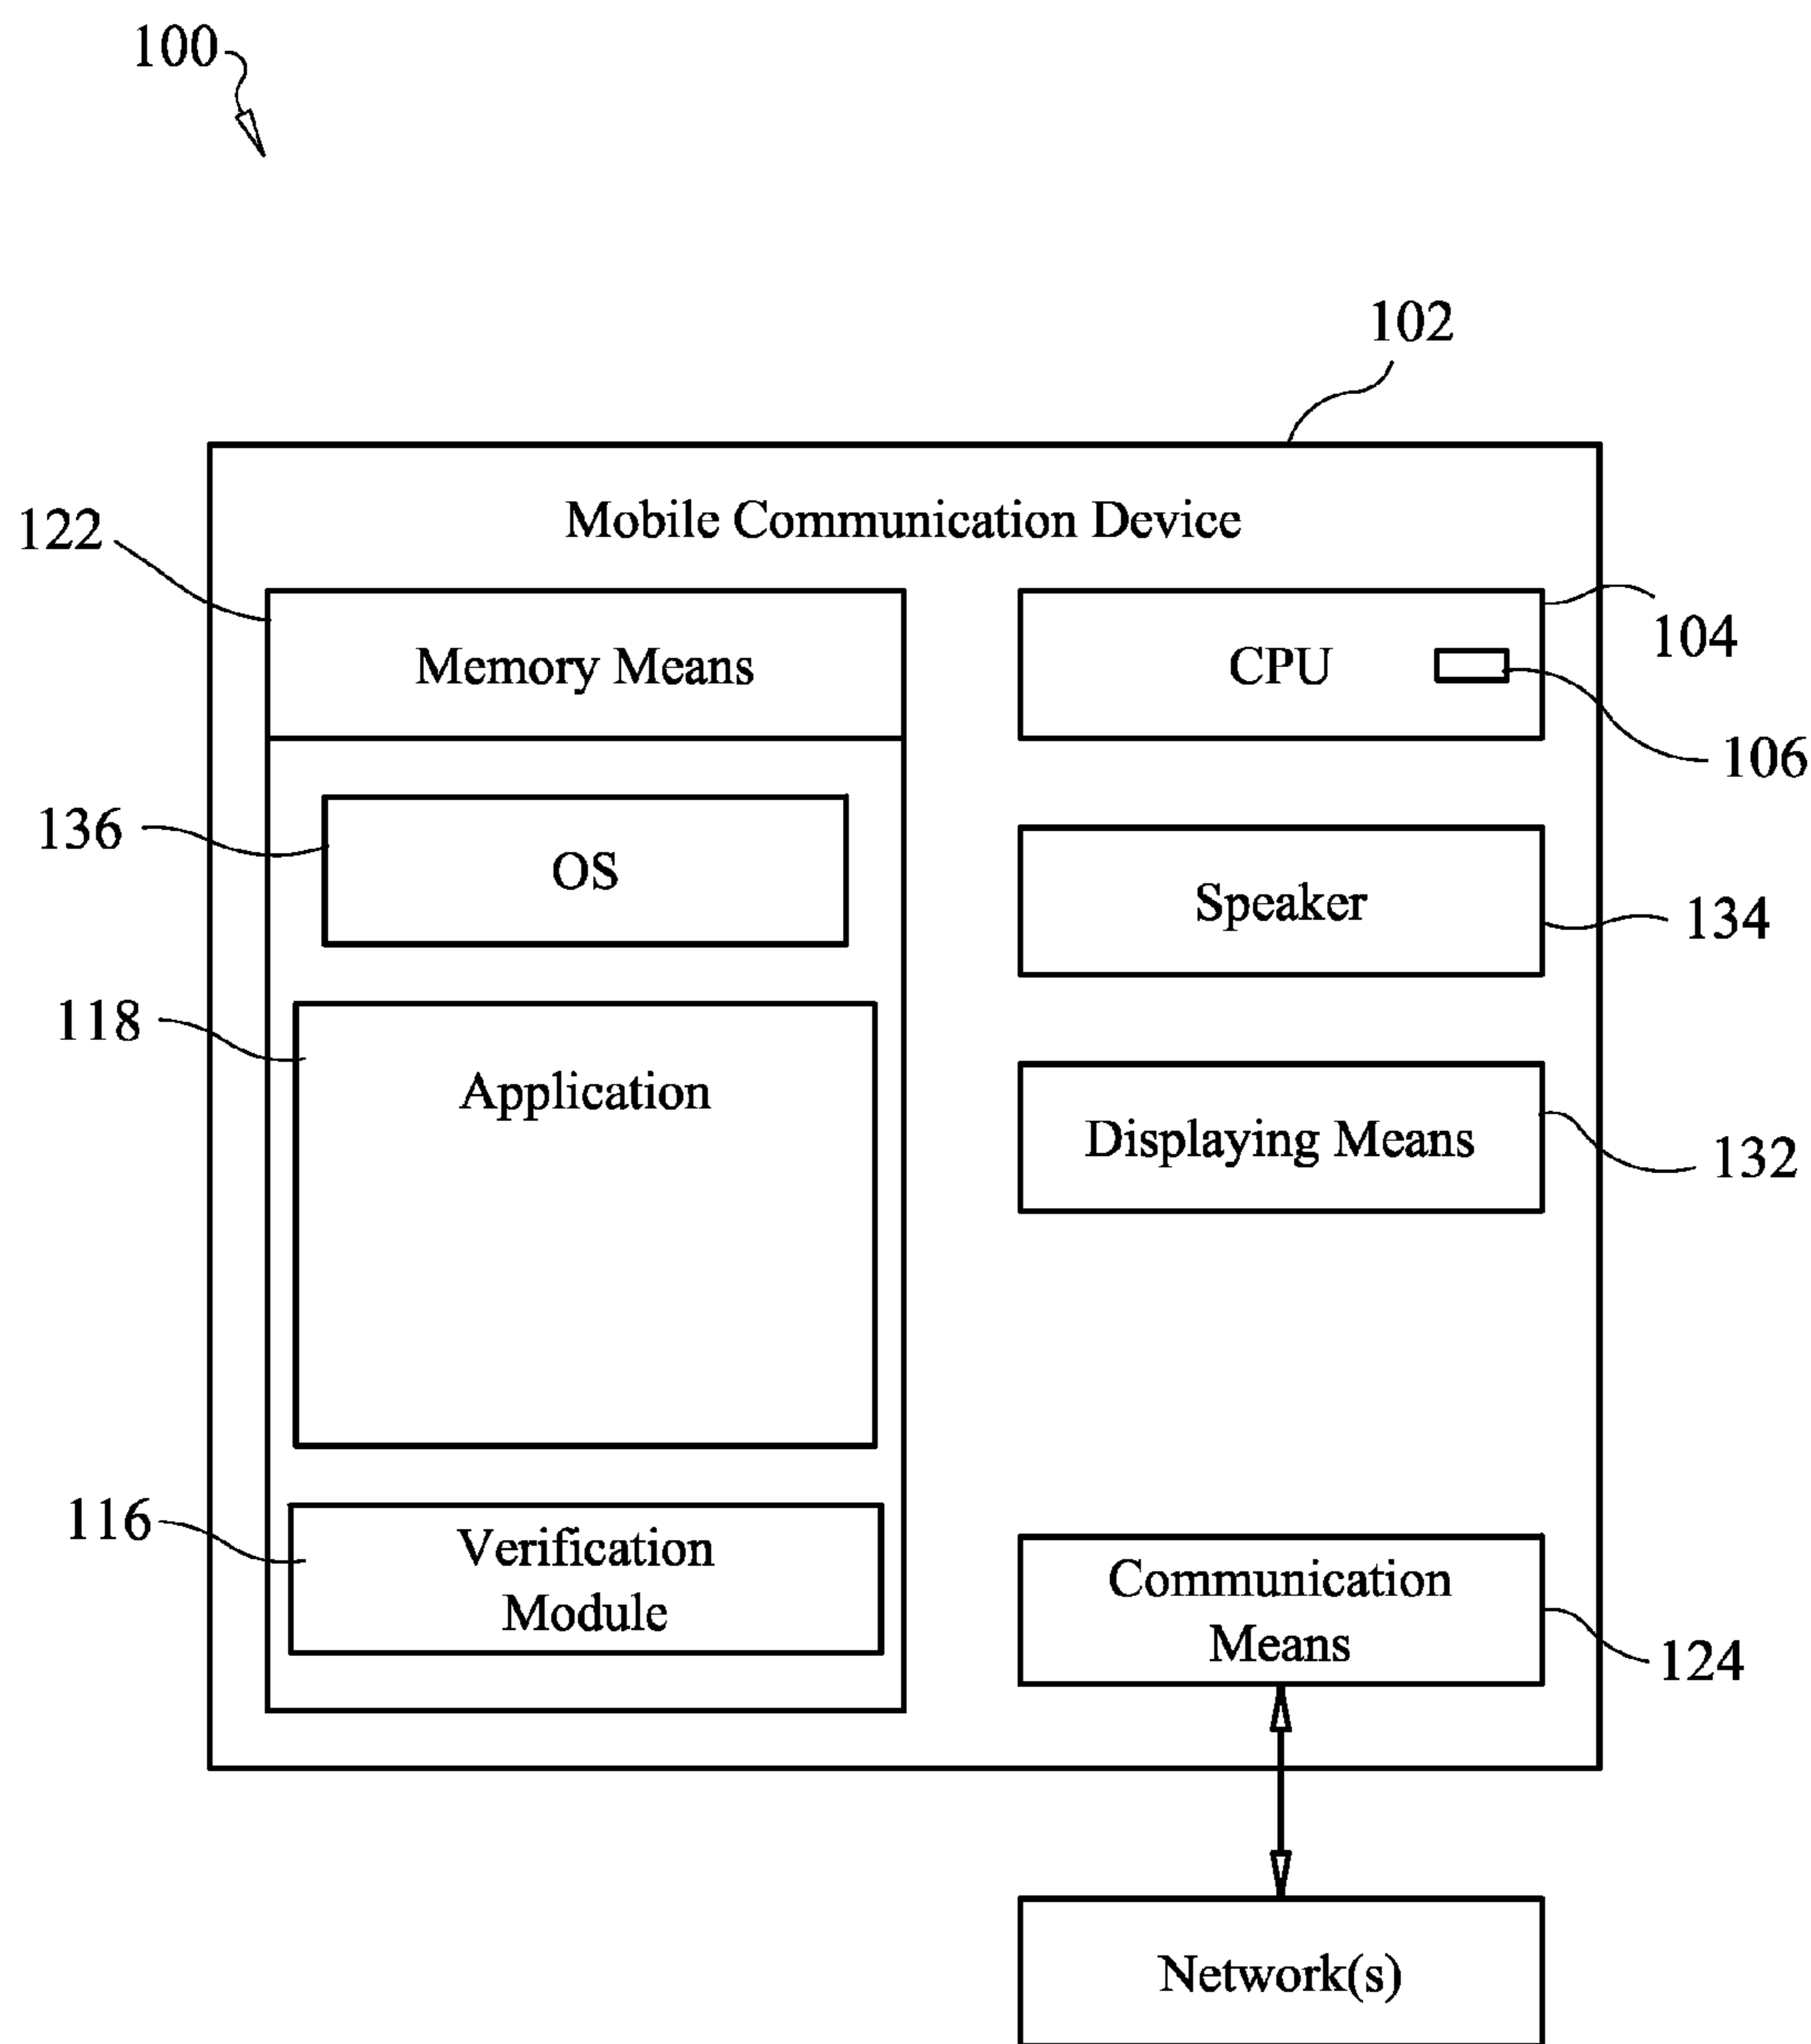 100
102
Mobile Communication Device
122
Memory Means
CPU
104
106
136
OS
Speaker
134
118
Application
Displaying Means
132
116
Verification
Module
Communication
Means
124
Network(s)